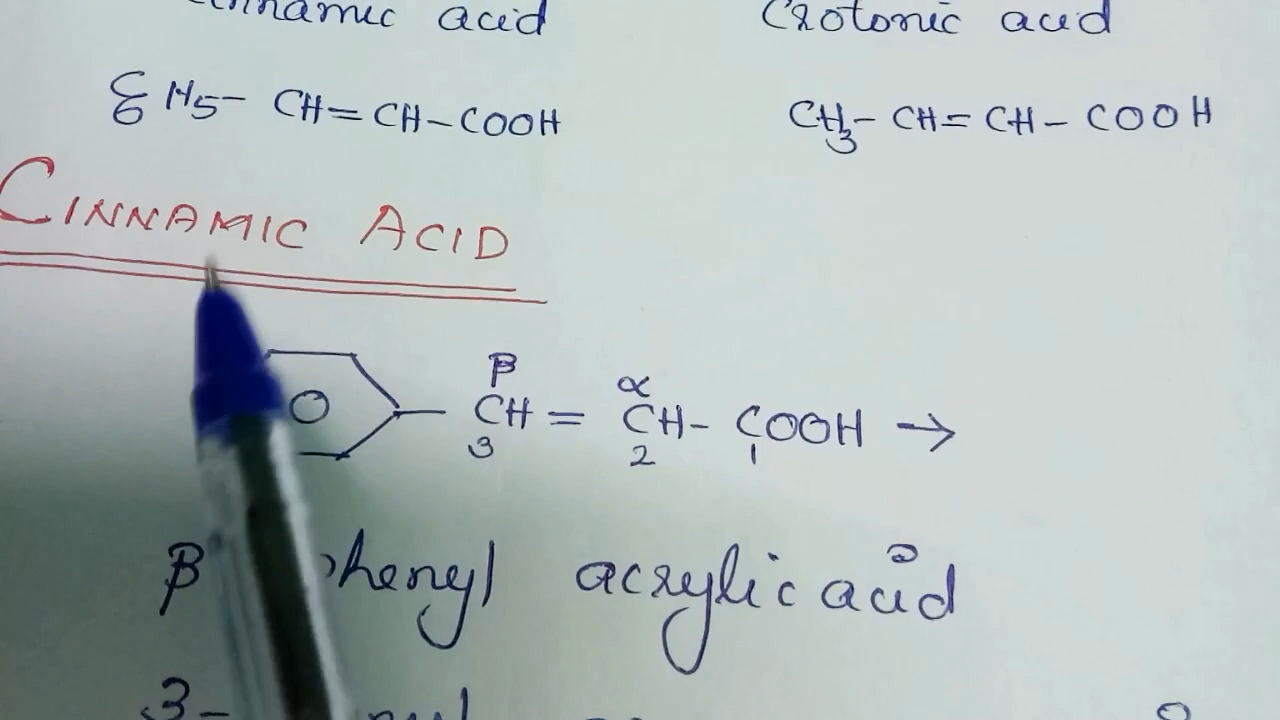 acid Crotonic acid
C6H5- CH=CH-COOH CH3- CH=CH- COOH
CINNAMIC ACID
β α
CH = CH- COOH →
3 2 1
β acrylic acid
3-